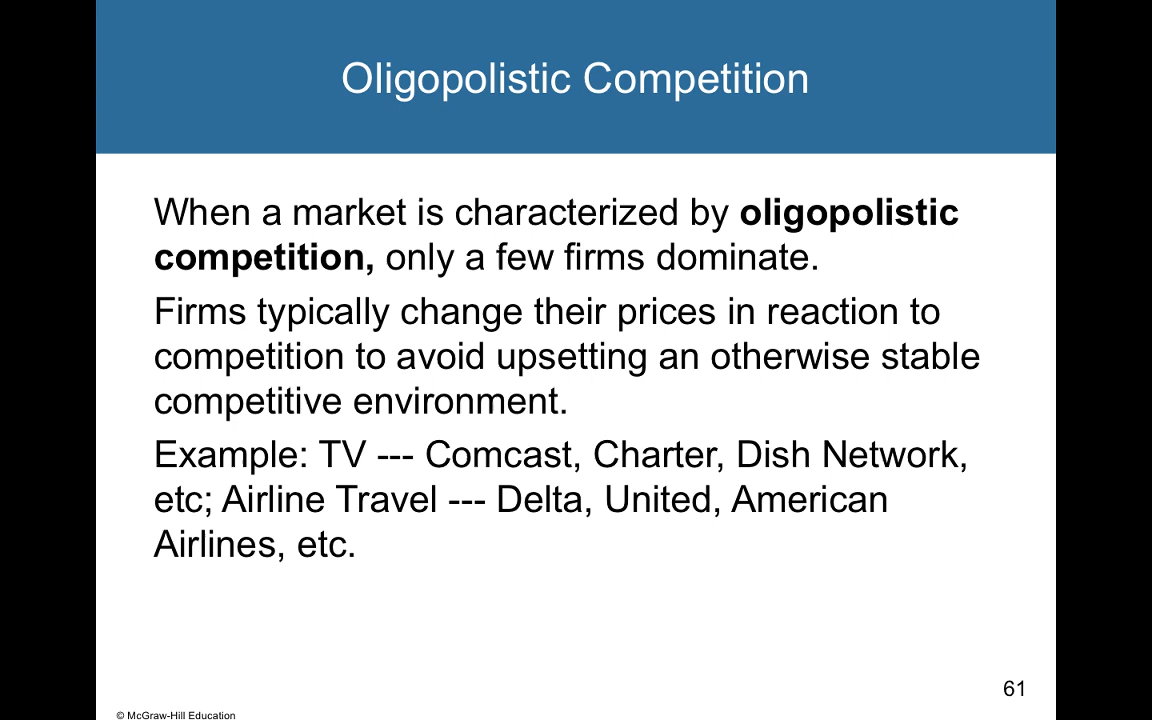 Oligopolistic Competition
When a market is characterized by oligopolistic
competition, only a few firms dominate.
Firms typically change their prices in reaction to
competition to avoid upsetting an otherwise stable
competitive environment.
Example: TV --- Comcast, Charter, Dish Network,
etc; Airline Travel --- Delta, United, American
Airlines, etc.
61
© McGraw-Hill Education